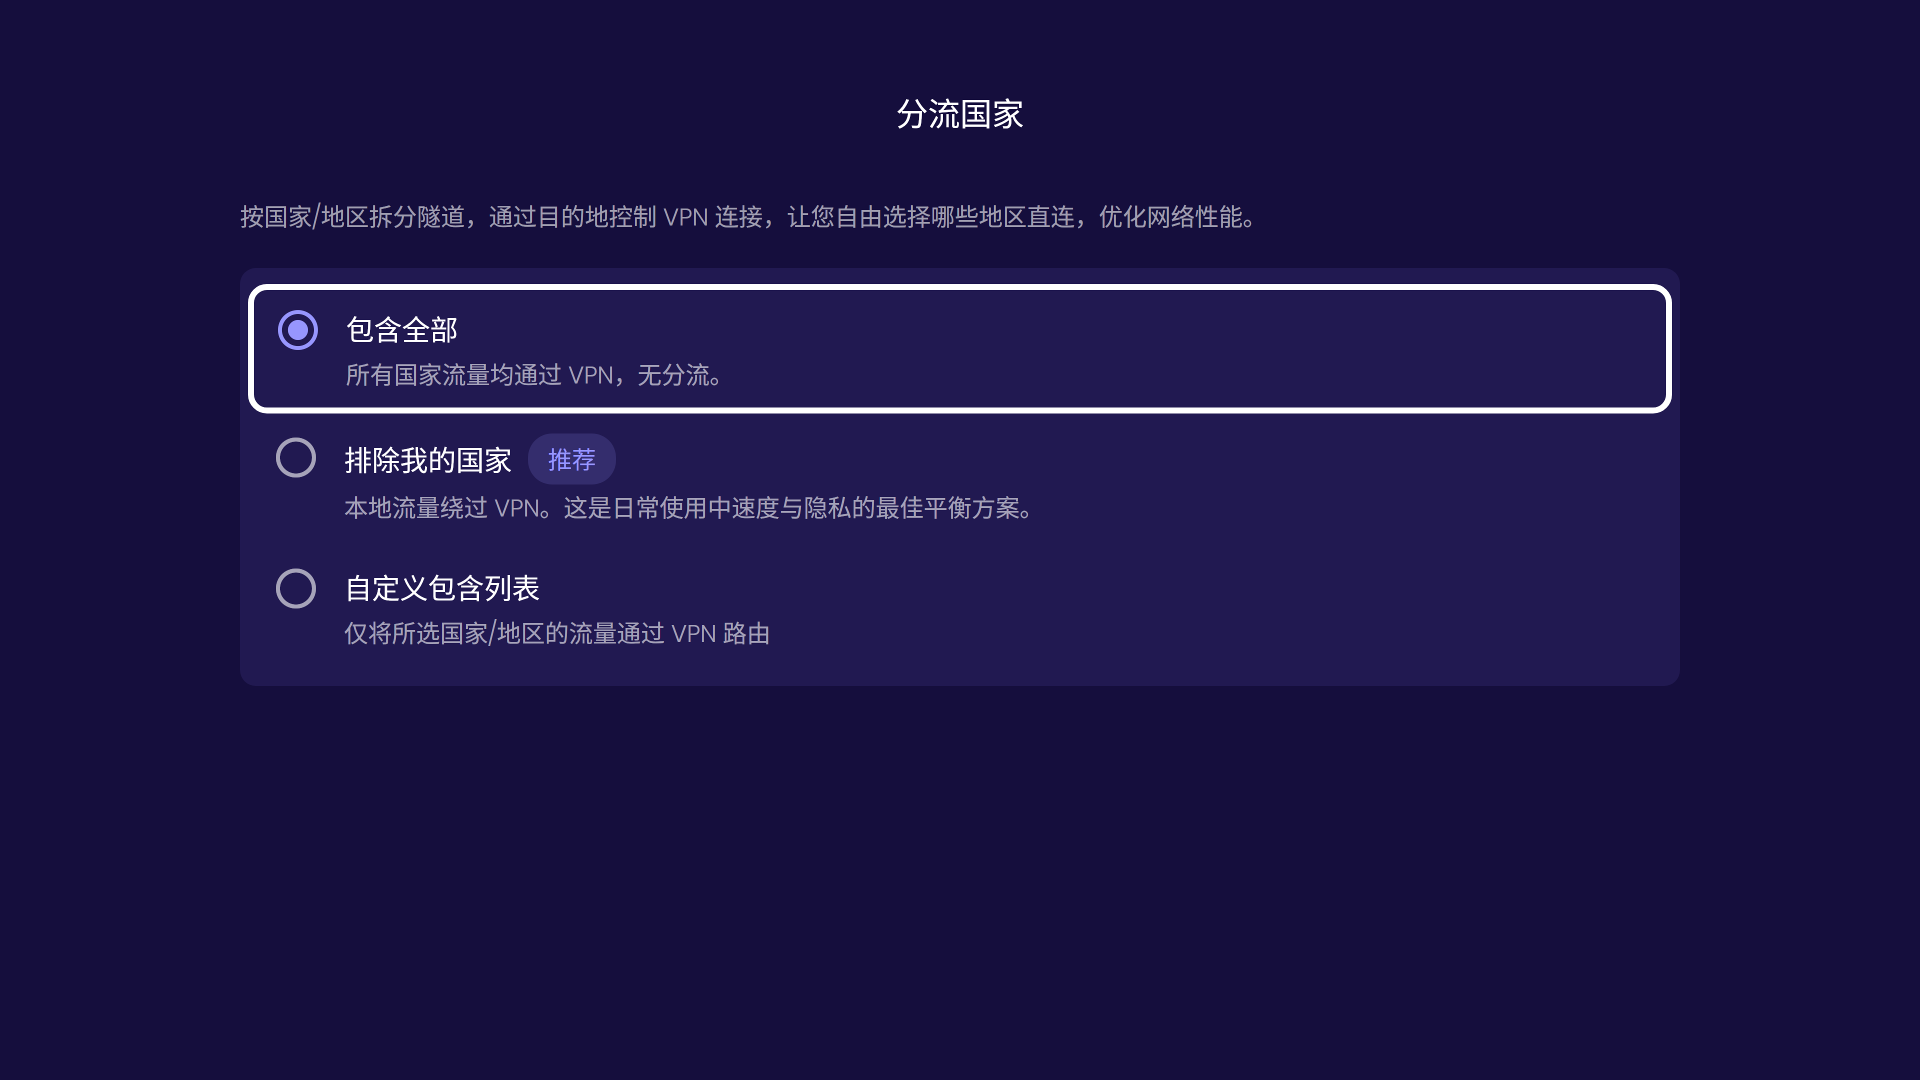 分流国家
按国家/地区拆分隧道，通过目的地控制 VPN 连接，让您自由选择哪些地区直连，优化网络性能。
包含全部
所有国家流量均通过 VPN，无分流。
排除我的国家 推荐
本地流量绕过 VPN。这是日常使用中速度与隐私的最佳平衡方案。
自定义包含列表
仅将所选国家/地区的流量通过 VPN 路由